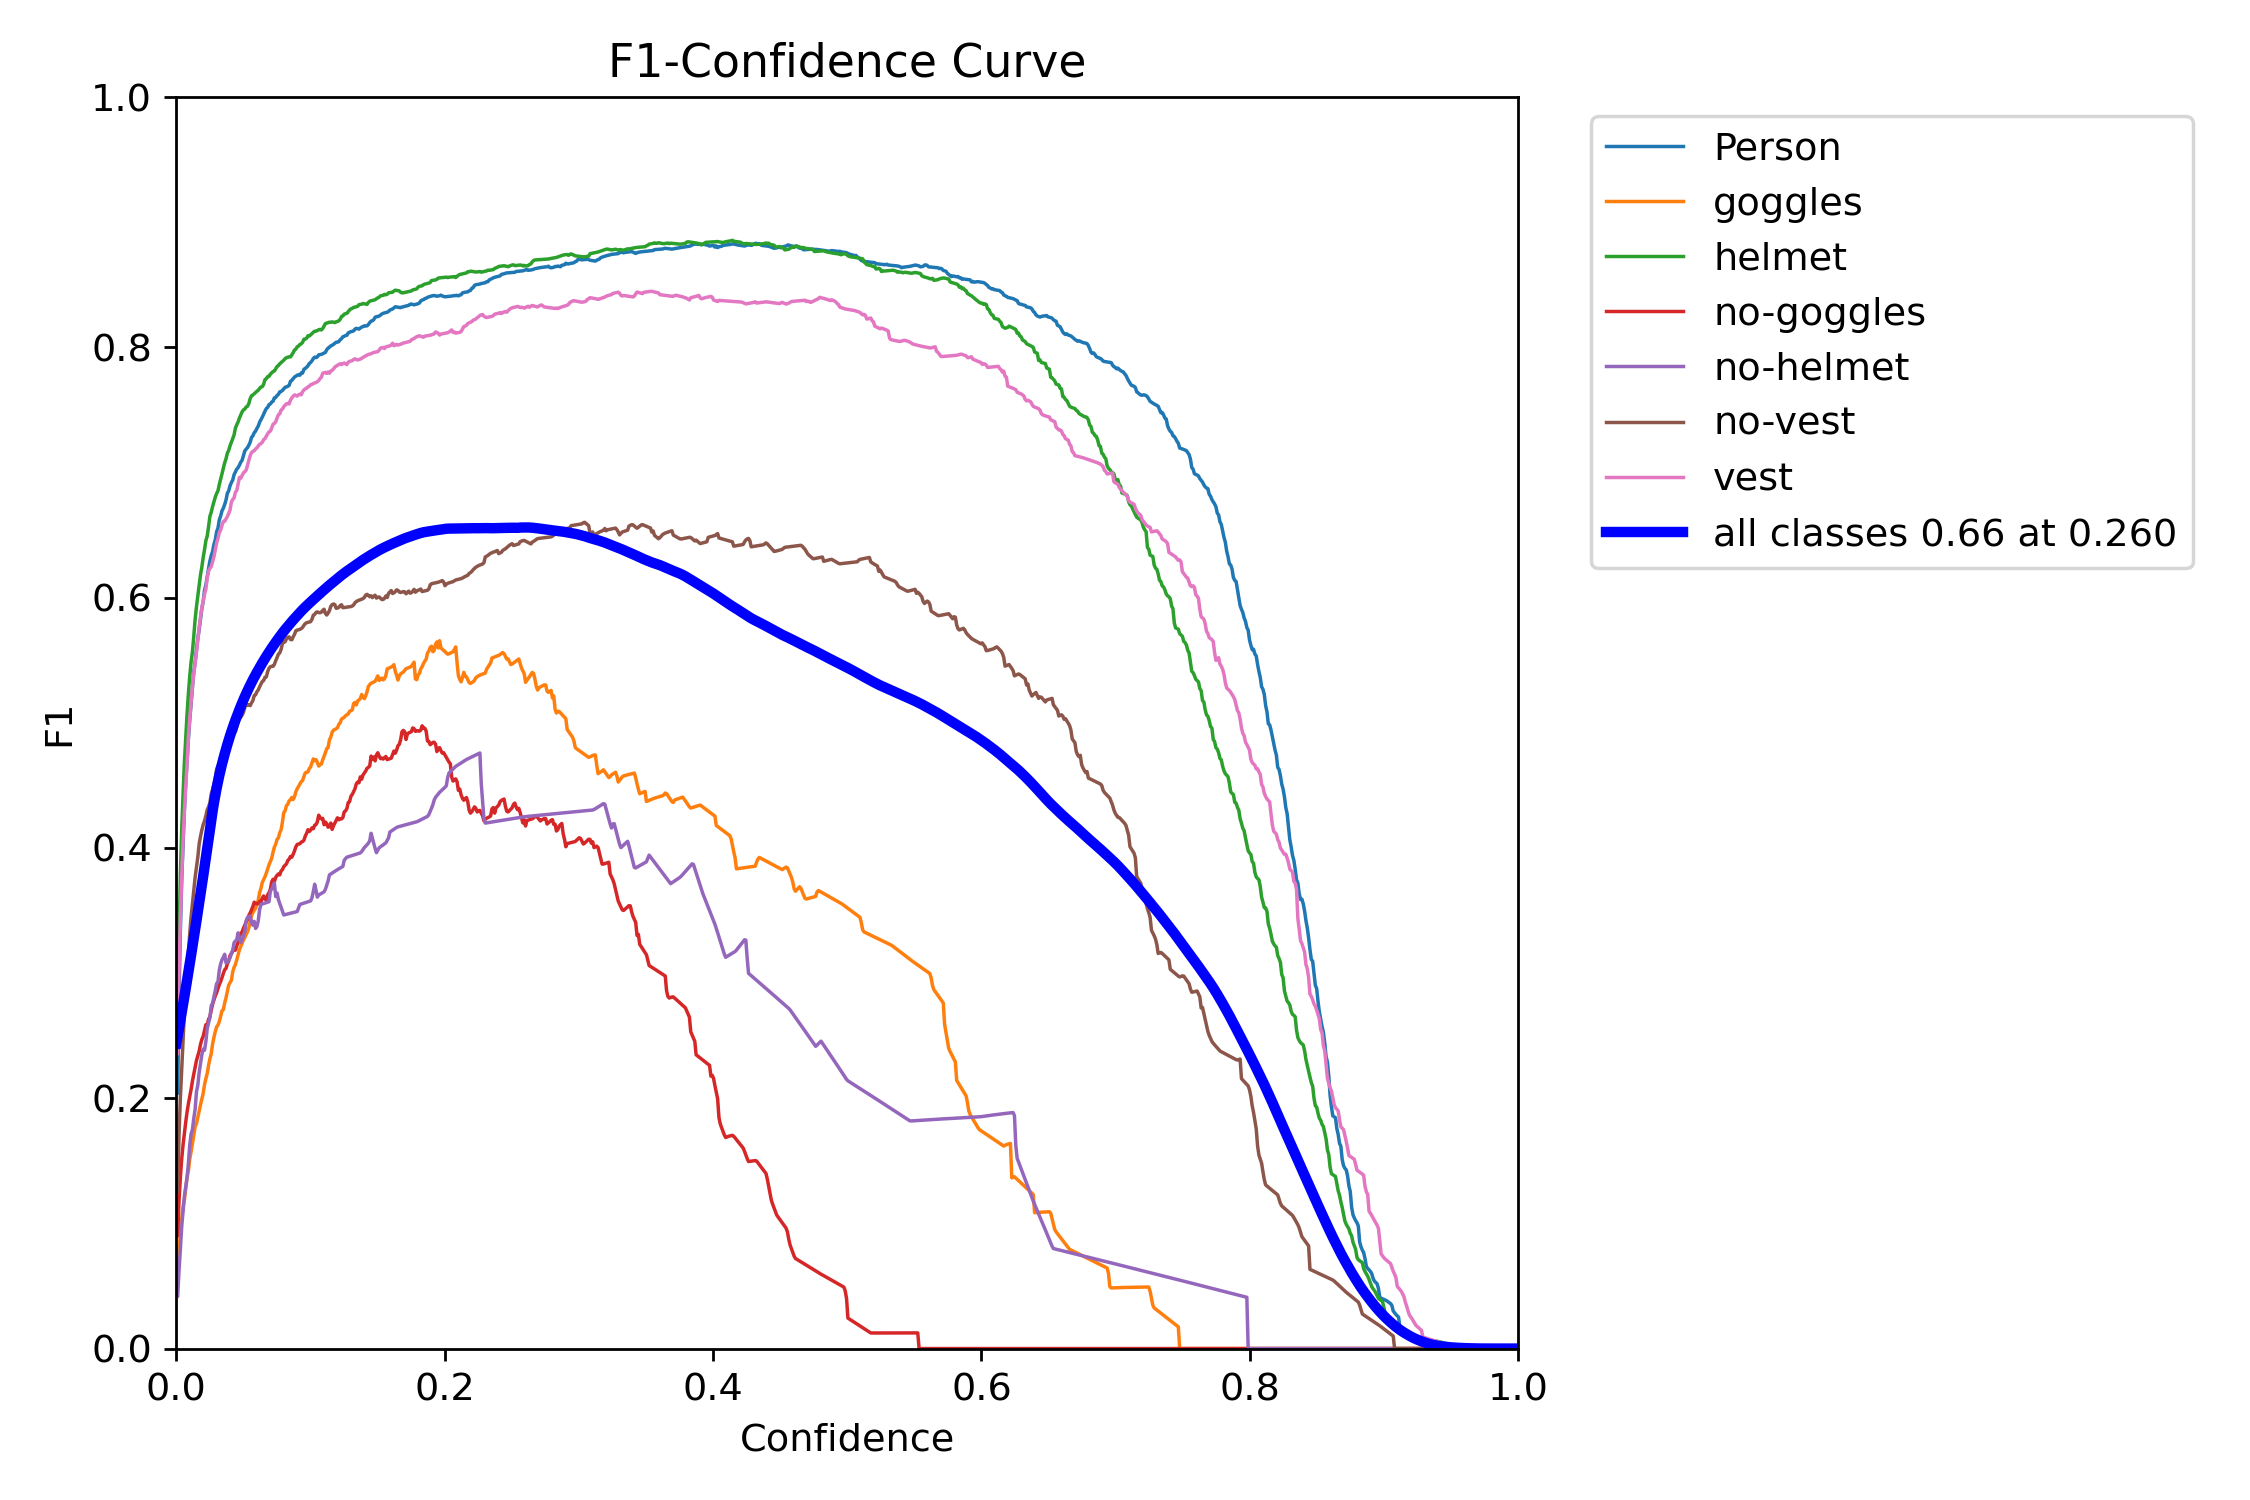 F1-Confidence Curve
1.0
0.8
0.6
0.4
0.2
0.0
F1
0.0 0.2 0.4 0.6 0.8 1.0
Confidence
Person
goggles
helmet
no-goggles
no-helmet
no-vest
vest
all classes 0.66 at 0.260